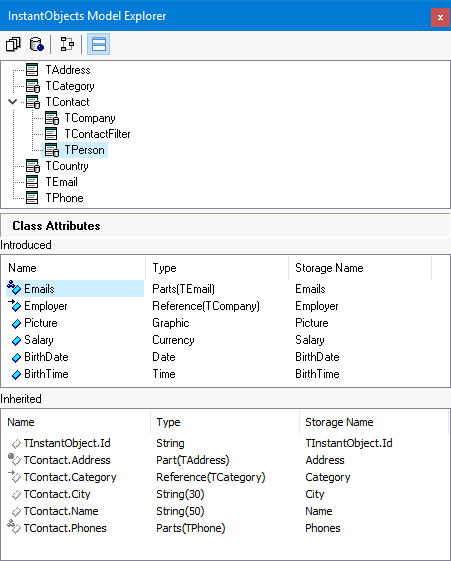 InstantObjects Model Explorer
TAddress
TCategory
TContact
TCompany
TContactFilter
TPerson
TCountry
TEmail
TPhone
Class Attributes
Introduced
Name Type Storage Name
Emails Parts(TEmail) Emails
Employer Reference(TCompany) Employer
Picture Graphic Picture
Salary Currency Salary
BirthDate Date BirthDate
BirthTime Time BirthTime
Inherited
Name Type Storage Name
TInstantObject.Id String TInstantObject.Id
TContact.Address Part(TAddress) Address
TContact.Category Reference(TCategory) Category
TContact.City String(30) City
TContact.Name String(50) Name
TContact.Phones Parts(TPhone) Phones